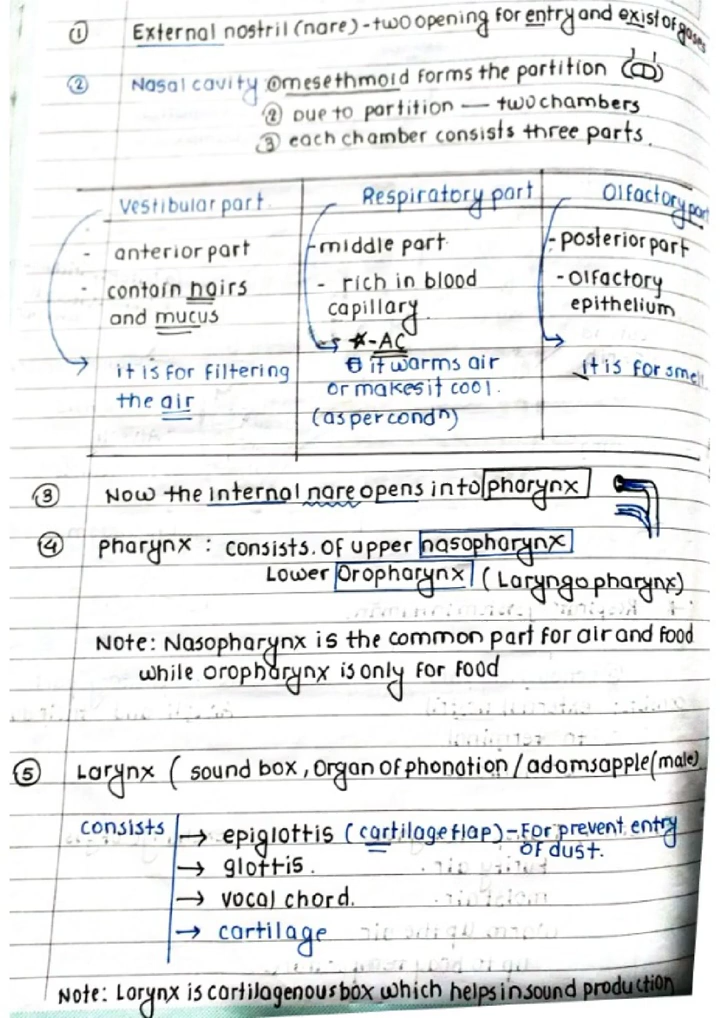 ① External nostril (nare) - two opening for entry and exist of gases
② Nasal cavity ① mesethmoid forms the partition
② Due to partition — two chambers
③ each chamber consists three parts.
Vestibular part
- anterior part
- contain hairs
and mucus
it is for filtering
the air
Respiratory part
- middle part
- rich in blood
capillary
* - AC
it warms air
or makes it cool.
(as per condn)
Olfactory part
- posterior part
- olfactory
epithelium
it is for smell
③ Now the internal nare opens into pharynx
④ pharynx : consists. of upper nasopharynx
Lower Oropharynx (Laryngo pharynx)
Note: Nasopharynx is the common part for air and food
while oropharynx is only for food
⑤ Larynx ( sound box, Organ of phonation / adamsapple (male)
consists
→ epiglottis ( cartilage flap) - For prevent entry
of dust.
→ glottis.
→ vocal chord.
→ cartilage
Note: Larynx is cartilagenous box which helps in sound production